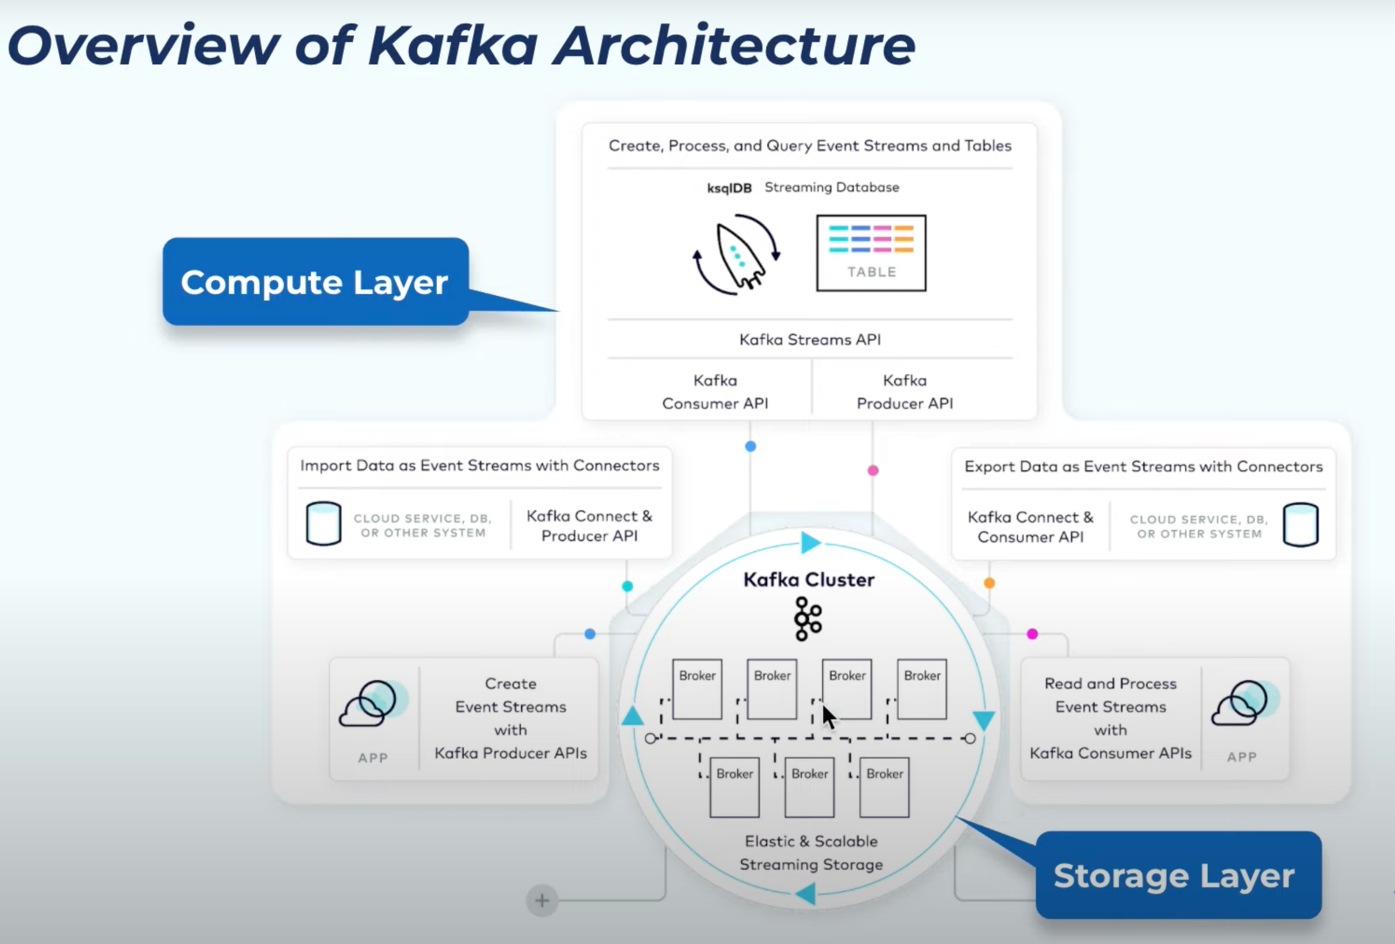 Overview of Kafka Architecture
Create, Process, and Query Event Streams and Tables
ksqlDB Streaming Database
TABLE
Compute Layer
Kafka Streams API
Kafka
Consumer API
Kafka
Producer API
Import Data as Event Streams with Connectors
CLOUD SERVICE, DB,
OR OTHER SYSTEM
Kafka Connect &
Producer API
Export Data as Event Streams with Connectors
Kafka Connect &
Consumer API
CLOUD SERVICE, DB,
OR OTHER SYSTEM
APP
Create
Event Streams
with
Kafka Producer APIs
Kafka Cluster
Broker
Broker
Broker
Broker
Broker
Broker
Broker
Elastic & Scalable
Streaming Storage
Read and Process
Event Streams
with
Kafka Consumer APIs
APP
Storage Layer
+